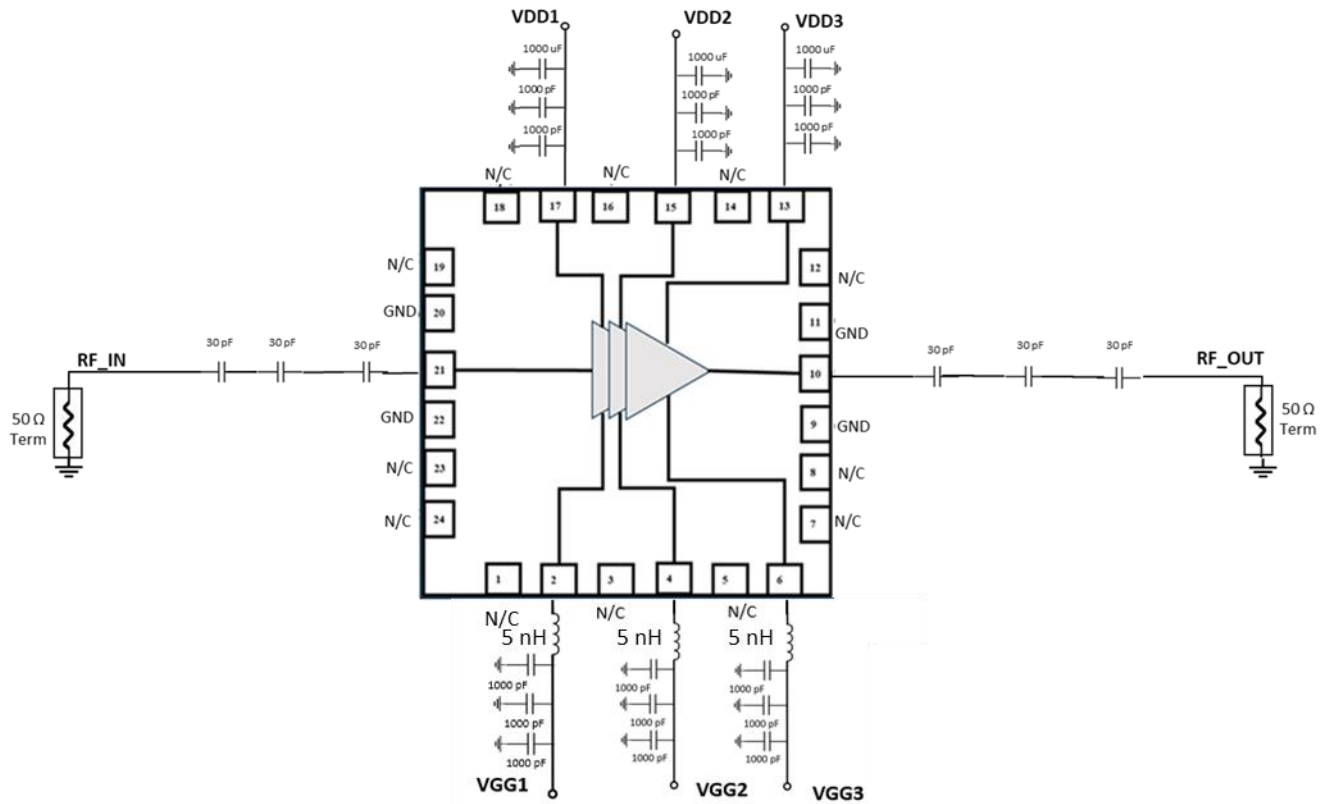 VDD1
VDD2
VDD3
1000 uF
1000 uF
1000 uF
1000 pF
1000 pF
1000 pF
1000 pF
1000 pF
1000 pF
N/C
N/C
N/C
18
17
16
15
14
13
N/C
19
12
N/C
GND
20
11
GND
30 pF
30 pF
30 pF
30 pF
30 pF
30 pF
RF_IN
21
10
RF_OUT
50 Ω
Term
GND
22
9
GND
50 Ω
Term
N/C
23
8
N/C
N/C
24
7
N/C
1
2
3
4
5
6
N/C
N/C
N/C
5 nH
5 nH
5 nH
1000 pF
1000 pF
1000 pF
1000 pF
1000 pF
1000 pF
1000 pF
1000 pF
1000 pF
VGG1
VGG2
VGG3